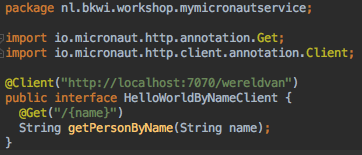 package nl.bkwi.workshop.mymicronautservice;
import io.micronaut.http.annotation.Get;
import io.micronaut.http.client.annotation.Client;
@Client("http://localhost:7070/wereldvan")
public interface HelloWorldByNameClient {
@Get("/{name}")
String getPersonByName(String name);
}